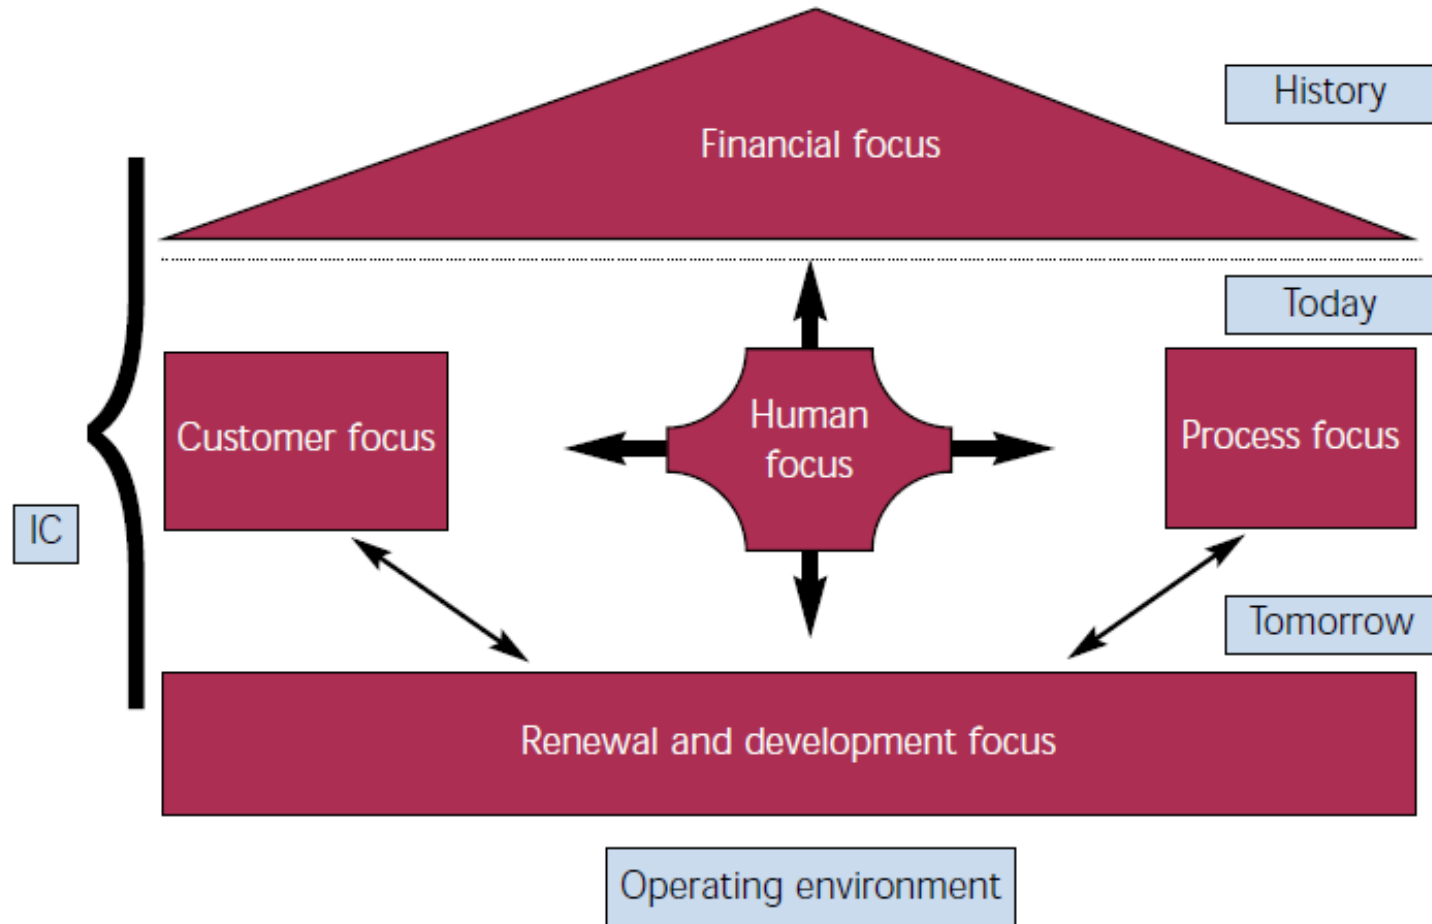 History
Financial focus
Today
Customer focus
Human
focus
Process focus
IC
Tomorrow
Renewal and development focus
Operating environment